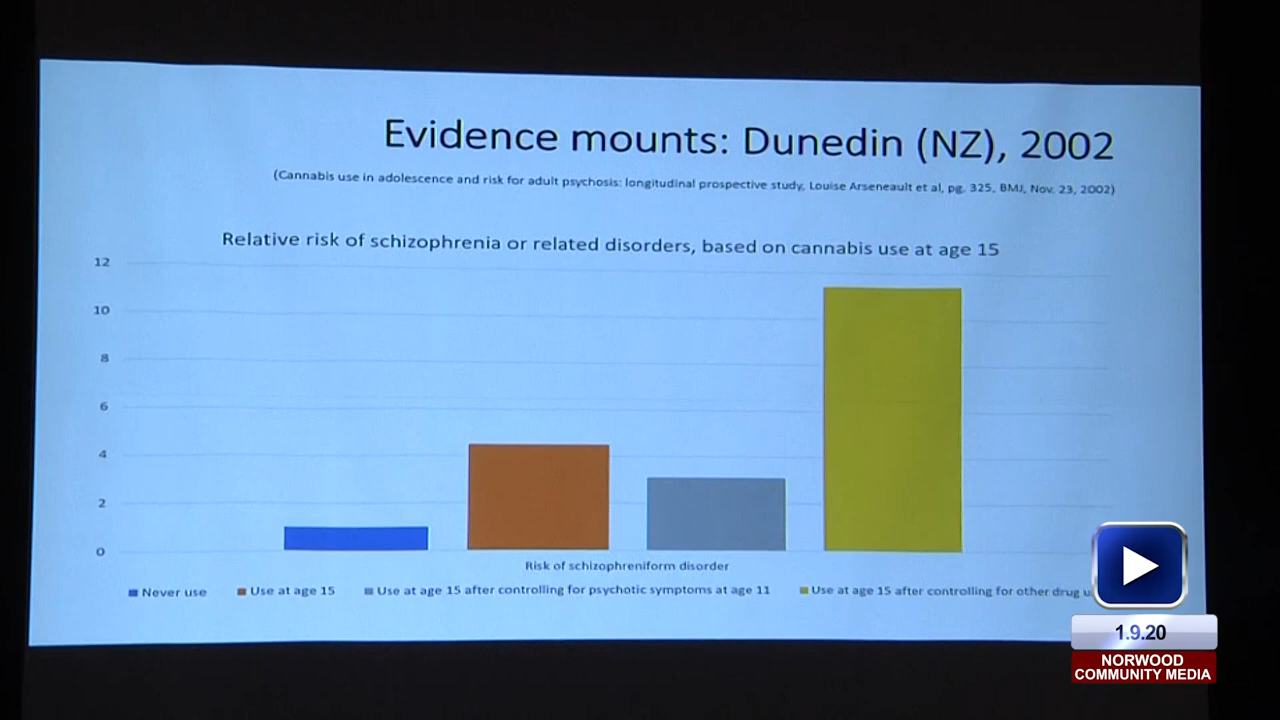 Evidence mounts: Dunedin (NZ), 2002
(Cannabis use in adolescence and risk for adult psychosis: longitudinal prospective study, Louise Arseneault et al, pg. 325, BMJ, Nov. 23, 2002)
Relative risk of schizophrenia or related disorders, based on cannabis use at age 15
12
10
8
6
4
2
0
Risk of schizophreniform disorder
Never use Use at age 15 Use at age 15 after controlling for psychotic symptoms at age 11 Use at age 15 after controlling for other drug
1.9.20
NORWOOD
COMMUNITY MEDIA